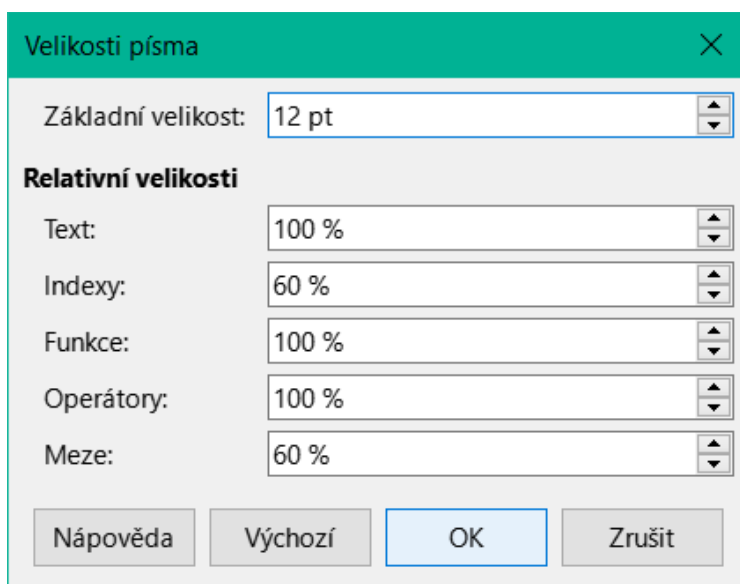 Velikosti písma
Základní velikost: 12 pt
Relativní velikosti
Text: 100 %
Indexy: 60 %
Funkce: 100 %
Operátory: 100 %
Meze: 60 %
Nápověda Výchozí OK Zrušit